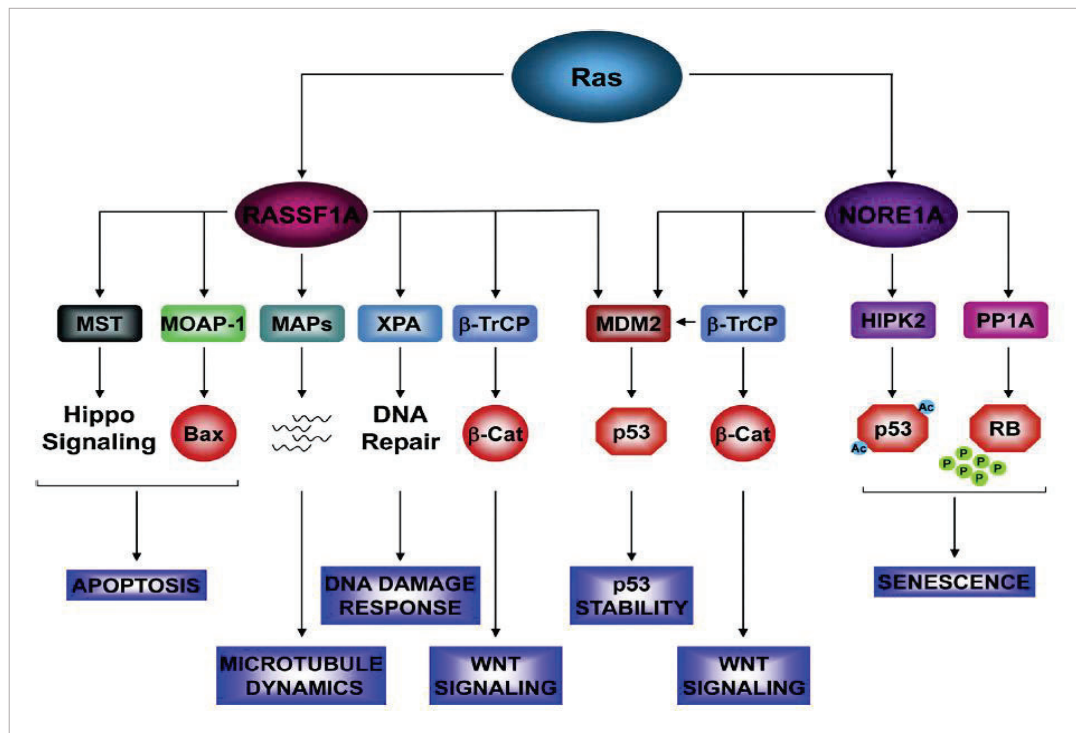 Ras
RASSF1A
NORE1A
MST
MOAP-1
MAPs
XPA
β-TrCP
MDM2
β-TrCP
HIPK2
PP1A
Hippo
Signaling
Bax
DNA
Repair
β-Cat
p53
β-Cat
p53
Ac
Ac
RB
P
P
P
P
P
P
APOPTOSIS
DNA DAMAGE
RESPONSE
p53
STABILITY
SENESCENCE
MICROTUBULE
DYNAMICS
WNT
SIGNALING
WNT
SIGNALING